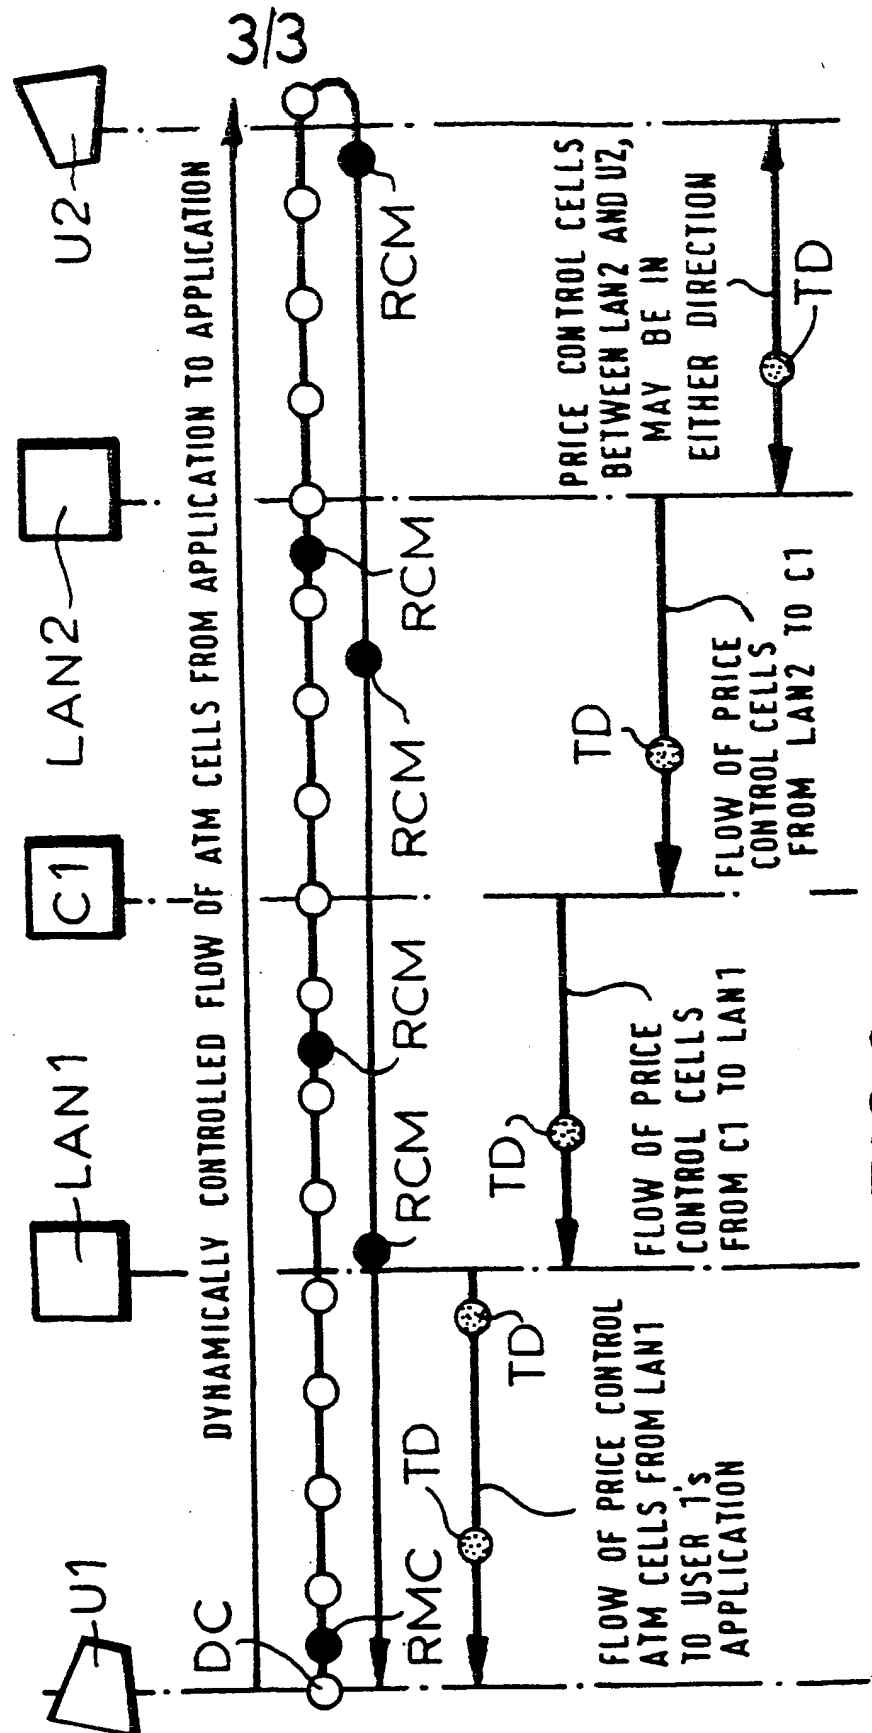 3/3
U1
LAN1
C1
LAN2
U2
DYNAMICALLY CONTROLLED FLOW OF ATM CELLS FROM APPLICATION TO APPLICATION
DC
RMC
RCM
RCM
RCM
RCM
RCM
TD
TD
FLOW OF PRICE CONTROL
ATM CELLS FROM LAN1
TO USER 1's
APPLICATION
TD
FLOW OF PRICE
CONTROL CELLS
FROM C1 TO LAN1
TD
FLOW OF PRICE
CONTROL CELLS
FROM LAN2 TO C1
PRICE CONTROL CELLS
BETWEEN LAN2 AND U2,
MAY BE IN
EITHER DIRECTION
TD